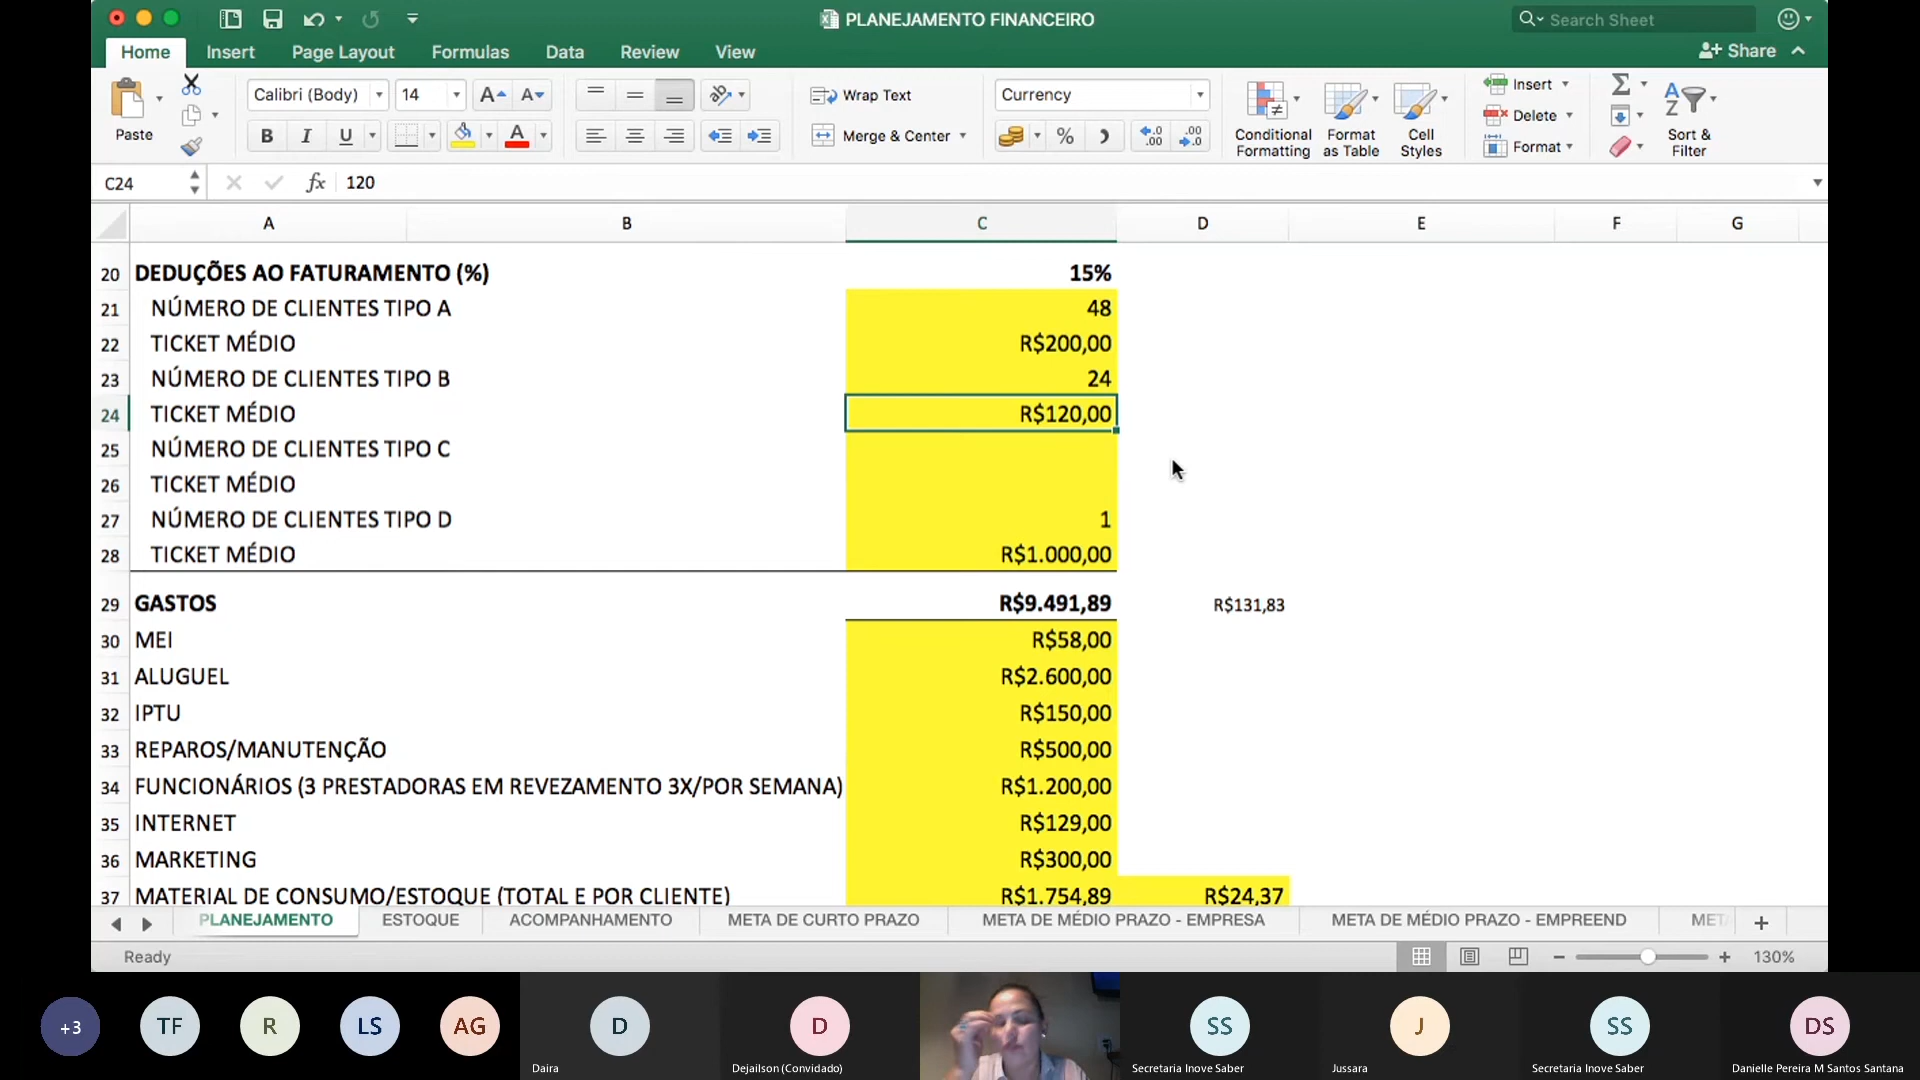 PLANEJAMENTO FINANCEIRO
Search Sheet
Home Insert Page Layout Formulas Data Review View
Share
Paste
Calibri (Body) 14
Wrap Text
Merge & Center
Currency
Conditional Formatting
Format as Table
Cell Styles
Insert
Delete
Format
Sort & Filter
C24 fx 120
A B C D E F G
20 DEDUÇÕES AO FATURAMENTO (%) 15%
21 NÚMERO DE CLIENTES TIPO A 48
22 TICKET MÉDIO R$200,00
23 NÚMERO DE CLIENTES TIPO B 24
24 TICKET MÉDIO R$120,00
25 NÚMERO DE CLIENTES TIPO C
26 TICKET MÉDIO
27 NÚMERO DE CLIENTES TIPO D 1
28 TICKET MÉDIO R$1.000,00
29 GASTOS R$9.491,89 R$131,83
30 MEI R$58,00
31 ALUGUEL R$2.600,00
32 IPTU R$150,00
33 REPAROS/MANUTENÇÃO R$500,00
34 FUNCIONÁRIOS (3 PRESTADORAS EM REVEZAMENTO 3X/POR SEMANA) R$1.200,00
35 INTERNET R$129,00
36 MARKETING R$300,00
37 MATERIAL DE CONSUMO/ESTOQUE (TOTAL E POR CLIENTE) R$1.754,89 R$24,37
PLANEJAMENTO ESTOQUE ACOMPANHAMENTO META DE CURTO PRAZO META DE MÉDIO PRAZO - EMPRESA META DE MÉDIO PRAZO - EMPREEND MET
Ready 130%
+3 TF R LS AG D D SS J SS DS
Daira Dejailson (Convidado) Secretaria Inove Saber Jussara Secretaria Inove Saber Danielle Pereira M Santos Santana